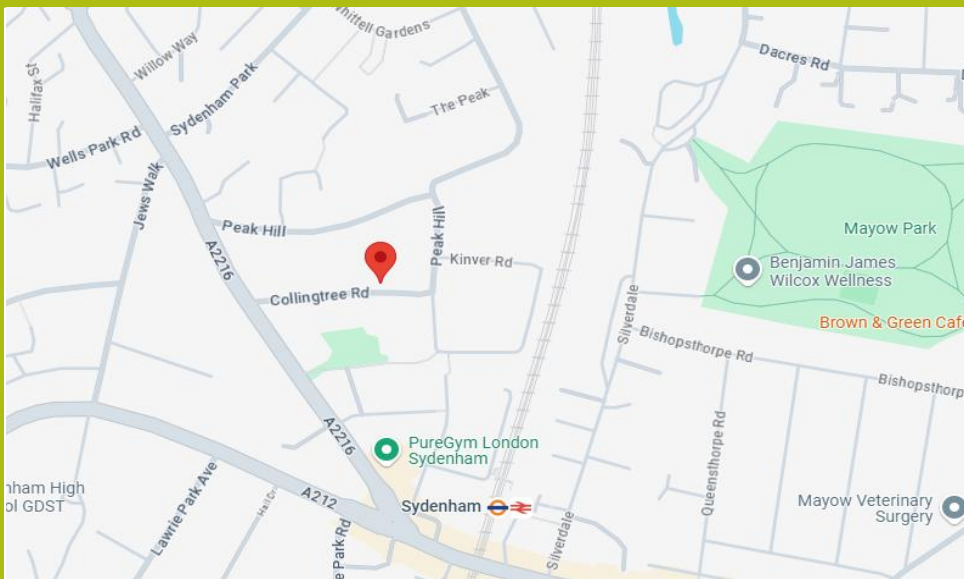 Whittell Gardens
Willow Way
Dacres Rd
Halifax St
Sydenham Park
The Peak
Wells Park Rd
Jews Walk
Mayow Park
Peak Hill
Peak Hill
A2216
Kinver Rd
Benjamin James
Wilcox Wellness
Collingtree Rd
Silverdale
Brown & Green Cafe
Bishopsthorpe Rd
Bishopsthorp
A2216
PureGym London
Sydenham
Queensthorpe Rd
nham High
ol GDST
Lawrie Park Ave
A212
Sydenham
Mayow Veterinary
Surgery
Silverdale
e Park Rd